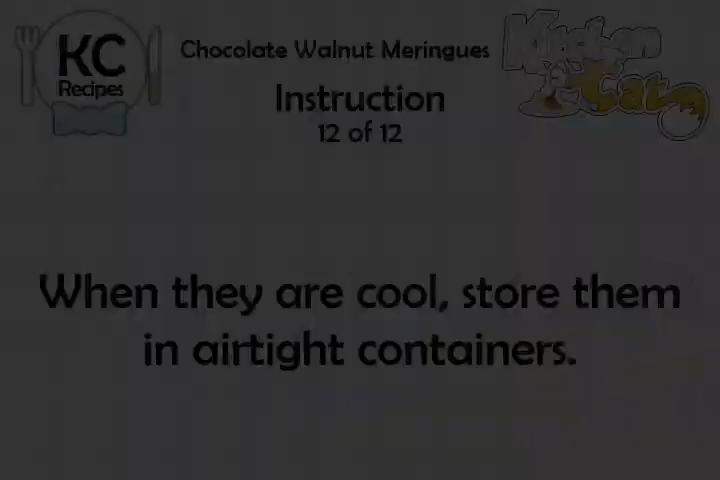 KC
Recipes
Chocolate Walnut Meringues
Kitchen
Cat
Instruction
12 of 12
When they are cool, store them
in airtight containers.